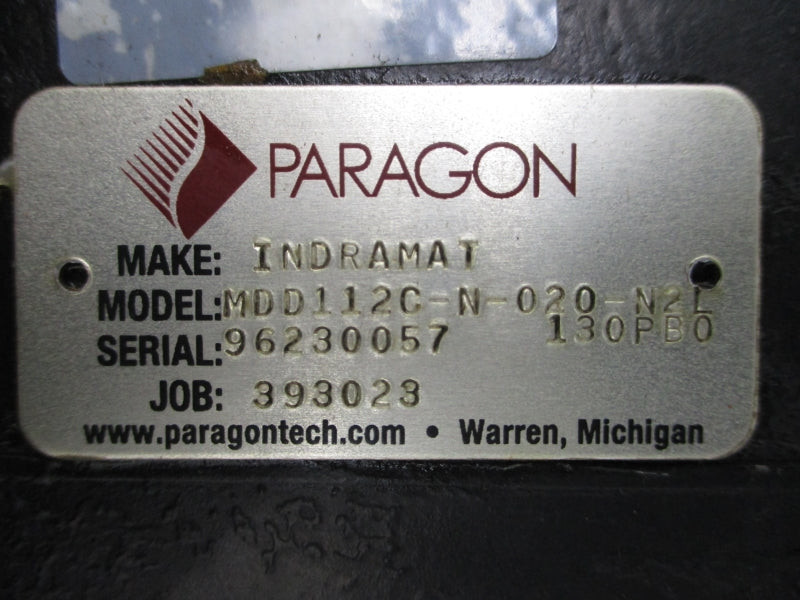 PARAGON
MAKE: INDRAMAT
MODEL: MDD112C-N-020-N2L
130PB0
SERIAL: 96230057
JOB: 393023
www.paragontech.com • Warren, Michigan